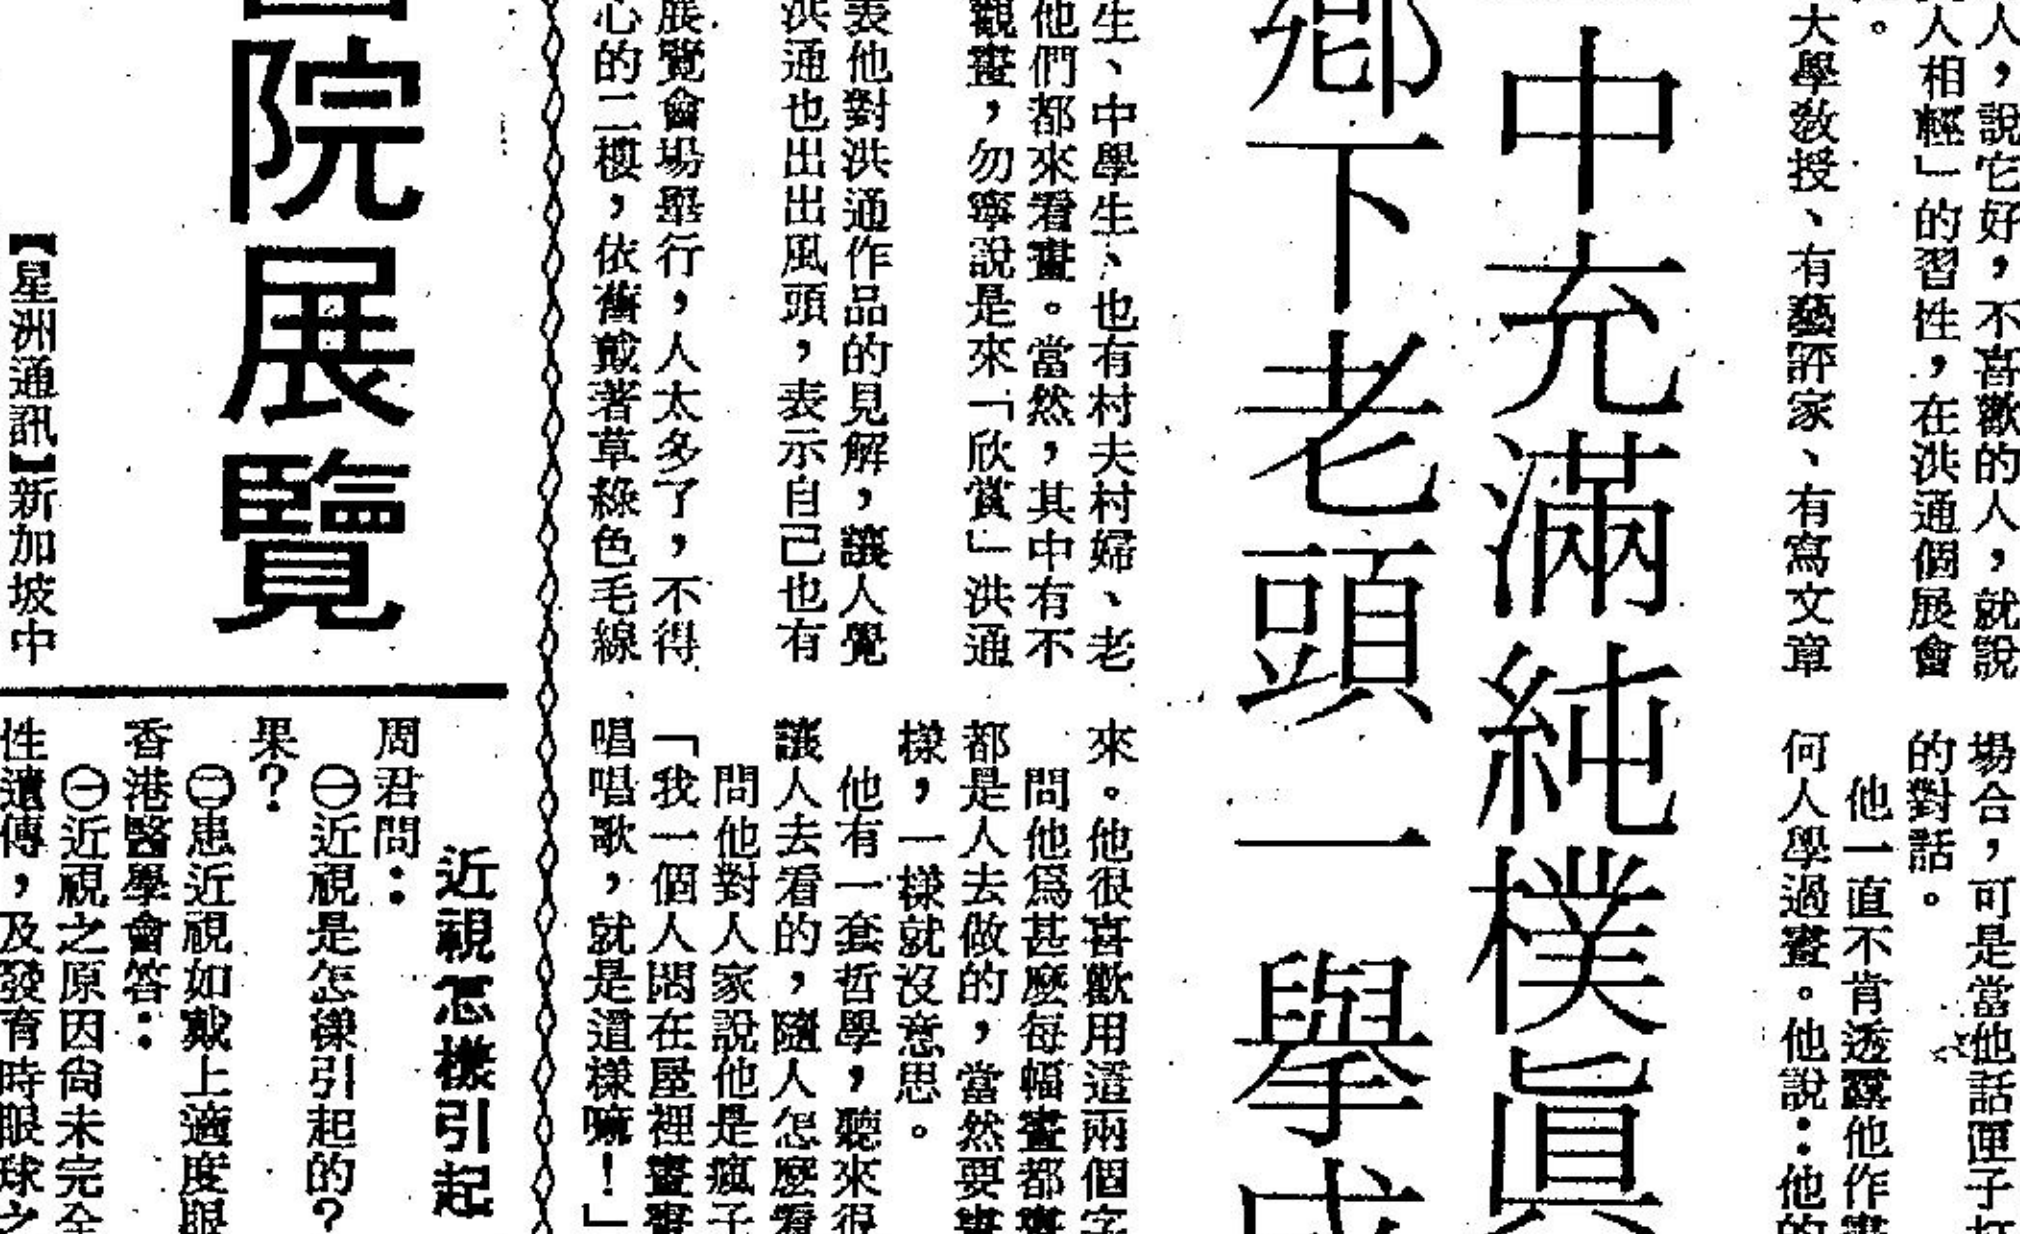 人，說它好，不喜歡的人，就說
人相輕」的習性，在洪通個展會
。
大學教授、有藝評家、有寫文章
場合，可是當他話匣子打
的對話。
他一直不肯透露他作畫
何人學過畫。他說：他的
中充滿純樸眞
鄉下老頭一舉成
生、中學生、也有村夫村婦、老
他們都來看畫。當然，其中有不
觀畫，勿寧說是來「欣賞」洪通
表他對洪通作品的見解，讓人覺
洪通也出出風頭，表示自己也有
展覽會場舉行，人太多了，不得
心的二樓，依舊戴著草綠色毛線
來。他很喜歡用這兩個字
問他爲甚麼每幅畫都畫
都是人去做的，當然要畫
樣，一樣就沒意思。
他有一套哲學，聽來很
讓人去看的，隨人怎麼看
問他對人家說他是瘋子
「我一個人悶在屋裡畫畫
唱唱歌，就是這樣嘛！」
院展覽
【星洲通訊】新加坡中
近視怎樣引起
周君問：
㊀近視是怎樣引起的？
果？
㊁患近視如戴上適度眼
香港醫學會答：
㊀近視之原因尙未完全
性遺傳，及發育時眼球之